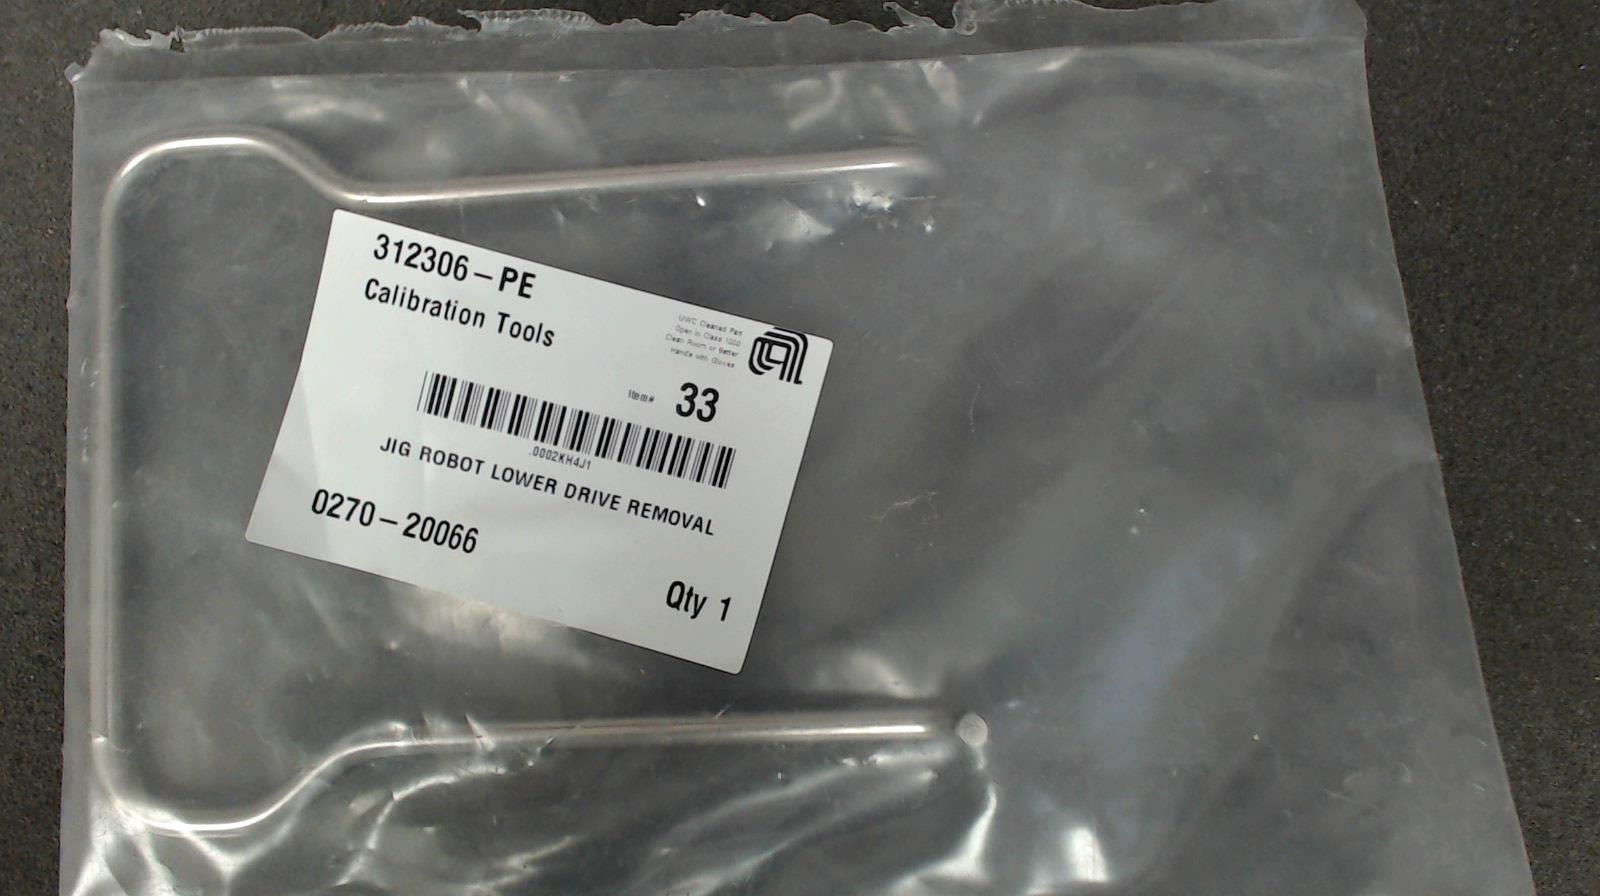 312306-PE
Calibration Tools
UWC Cleaned Part
Open in Class 1000
Clean Room or Better
Handle with Gloves
Item# 33
.0002KH4J1
JIG ROBOT LOWER DRIVE REMOVAL
0270-20066
Qty 1